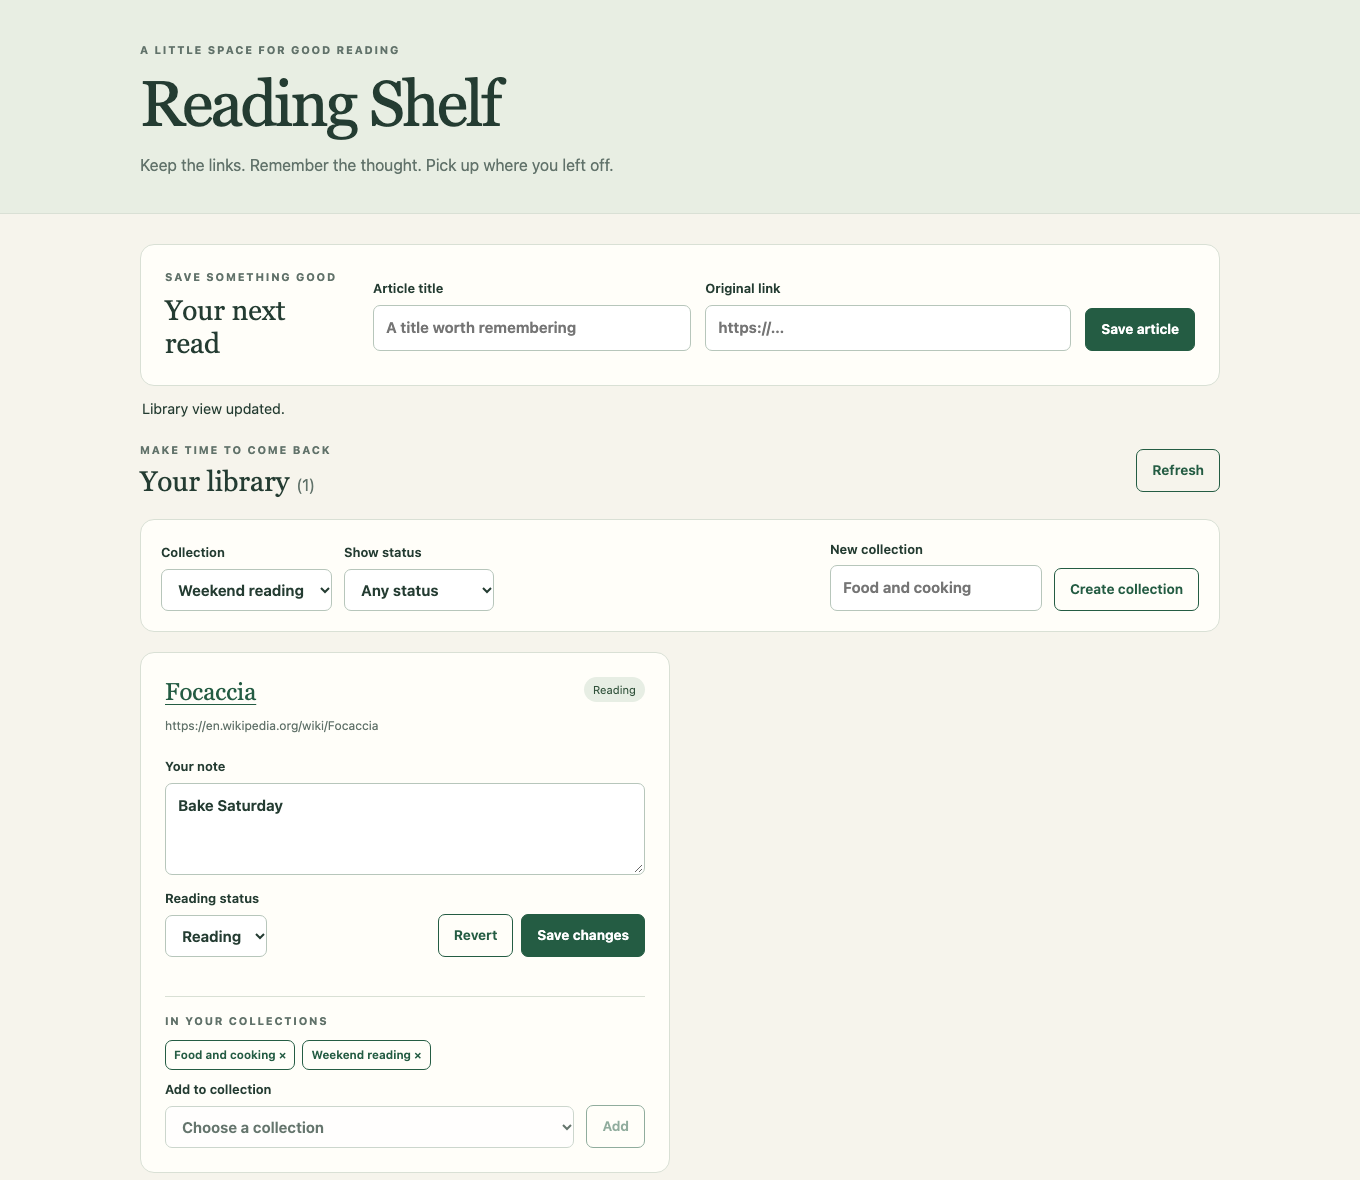 A LITTLE SPACE FOR GOOD READING
Reading Shelf
Keep the links. Remember the thought. Pick up where you left off.
SAVE SOMETHING GOOD
Your next
read
Article title
A title worth remembering
Original link
https://...
Save article
Library view updated.
MAKE TIME TO COME BACK
Your library (1)
Refresh
Collection
Weekend reading
Show status
Any status
New collection
Food and cooking
Create collection
Focaccia
Reading
https://en.wikipedia.org/wiki/Focaccia
Your note
Bake Saturday
Reading status
Reading
Revert
Save changes
IN YOUR COLLECTIONS
Food and cooking ×
Weekend reading ×
Add to collection
Choose a collection
Add